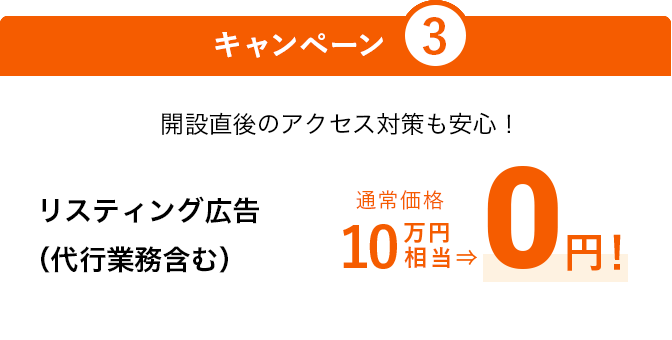 キャンペーン 3
開設直後のアクセス対策も安心！
リスティング広告
(代行業務含む)
通常価格
10万円相当⇒0円！